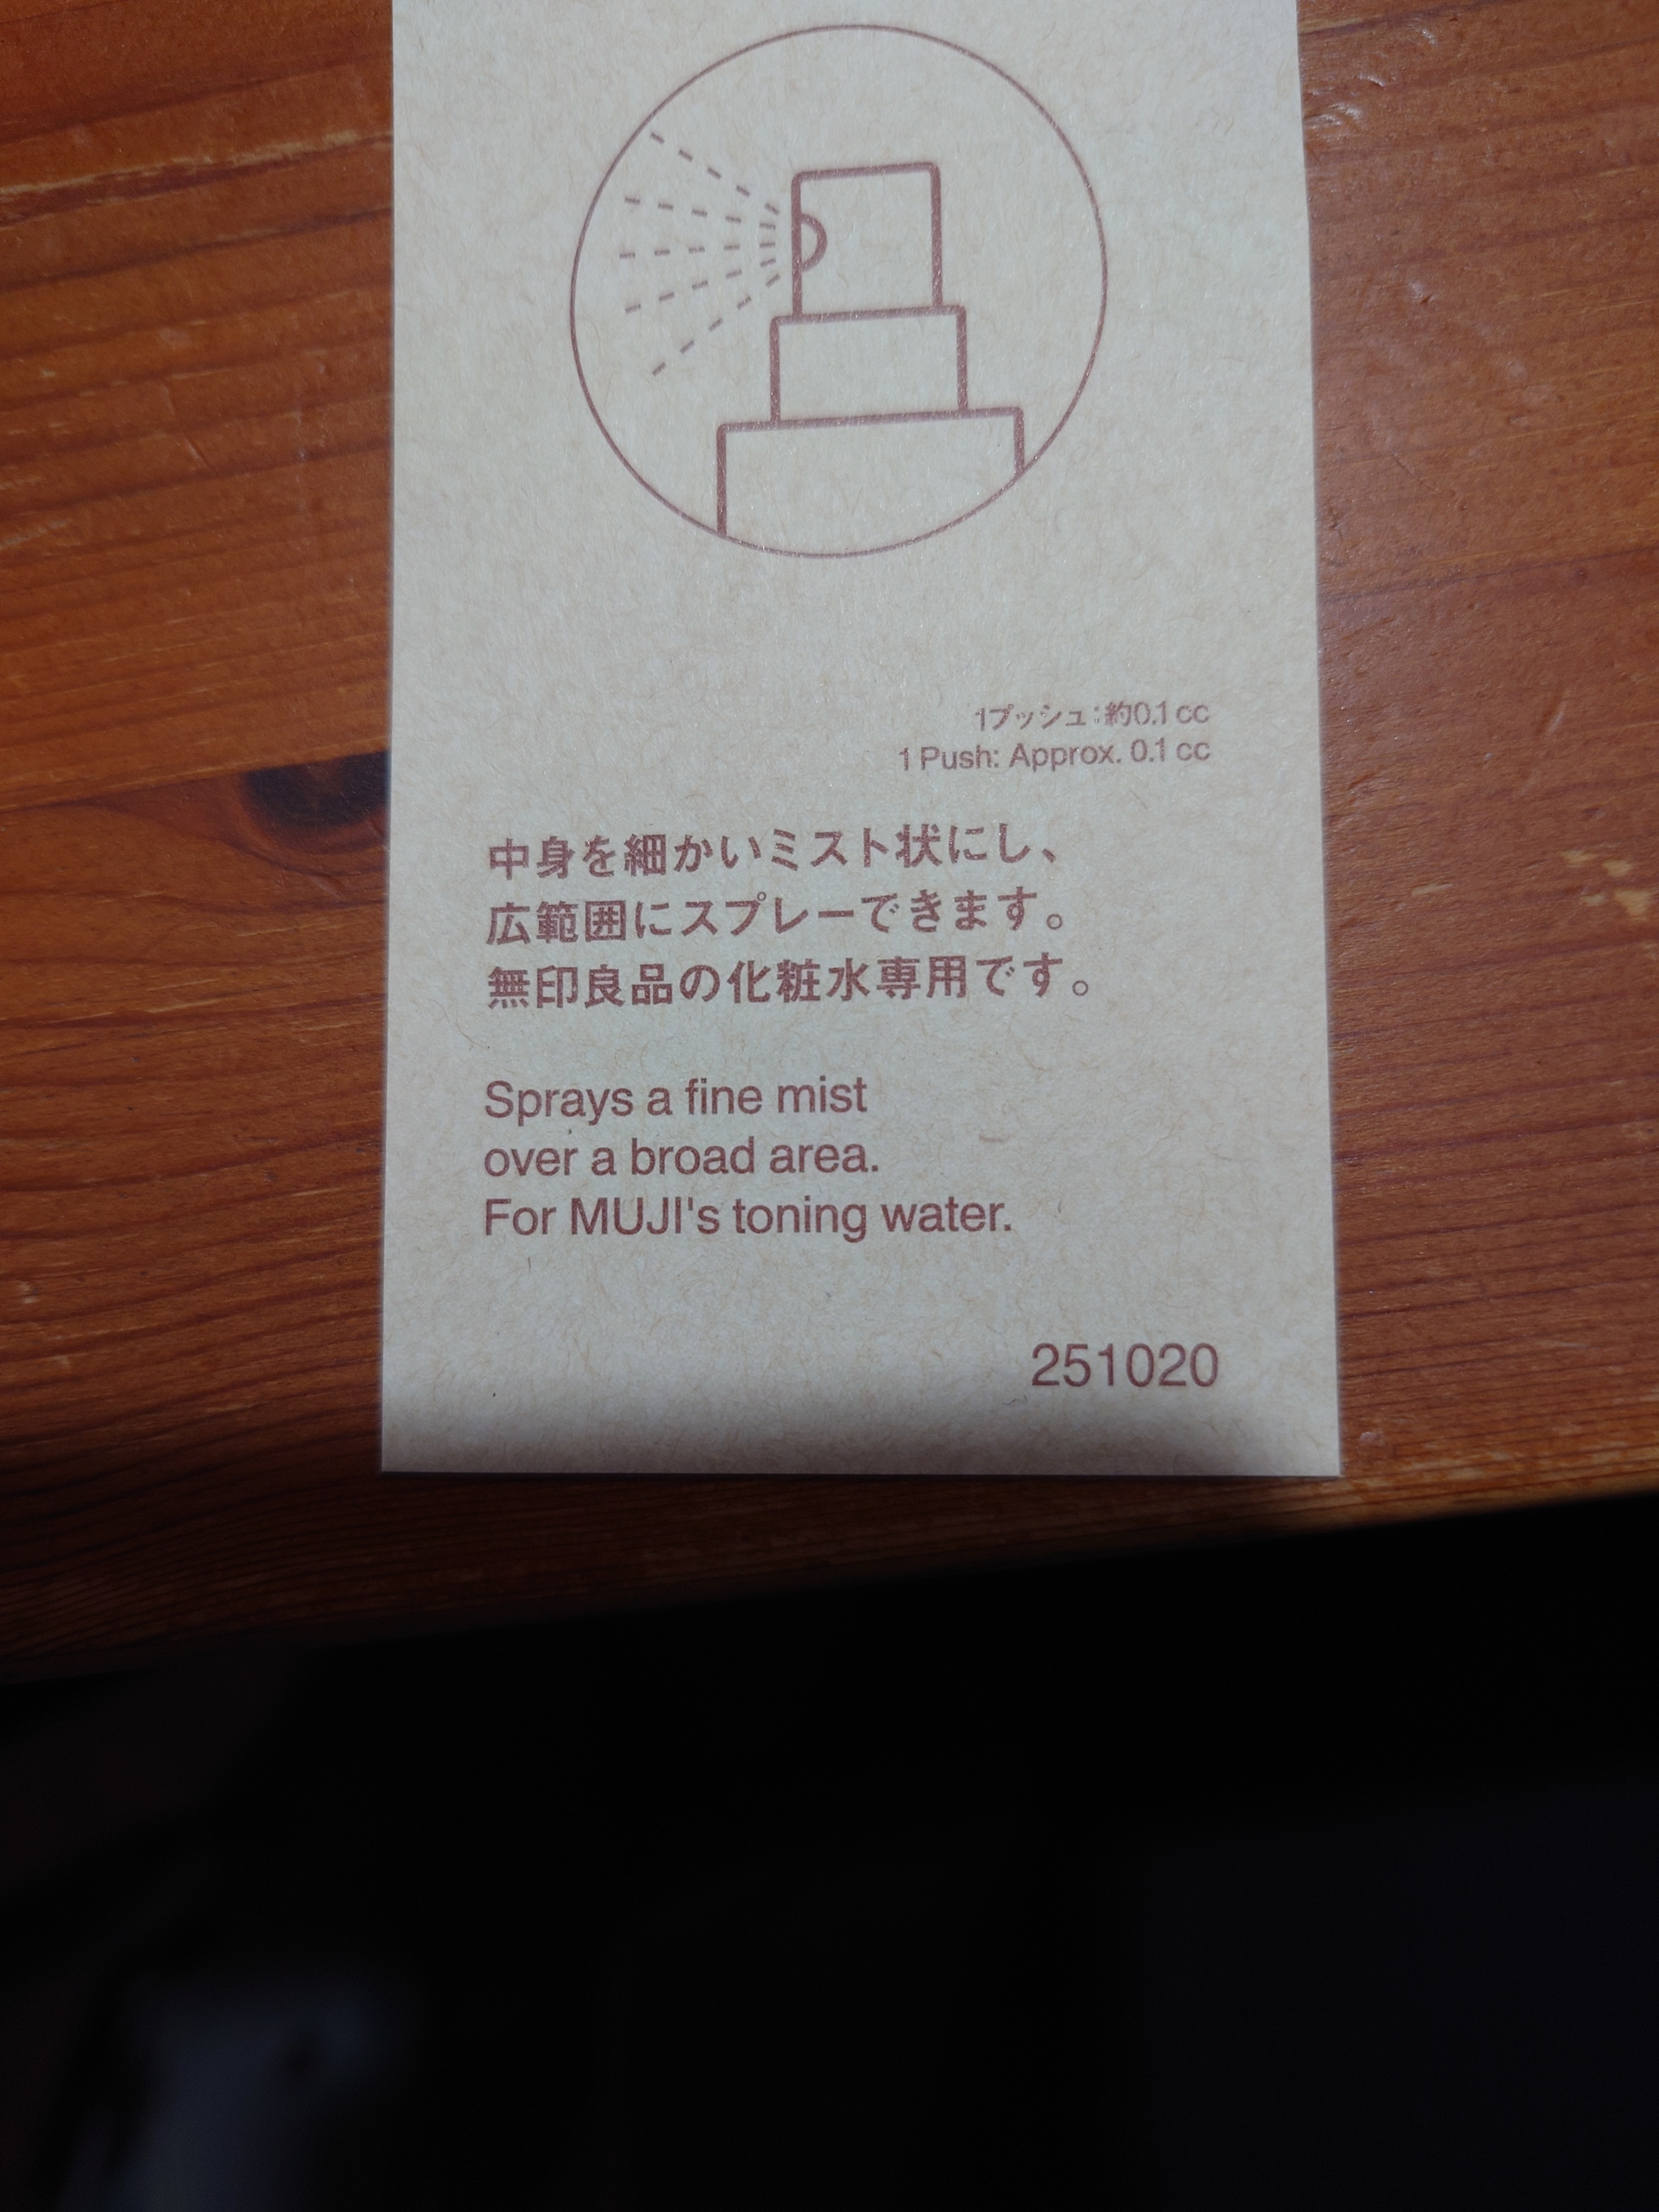 1プッシュ:約0.1 cc
1 Push: Approx. 0.1 cc
中身を細かいミスト状にし、
広範囲にスプレーできます。
無印良品の化粧水専用です。
Sprays a fine mist
over a broad area.
For MUJI's toning water.
251020